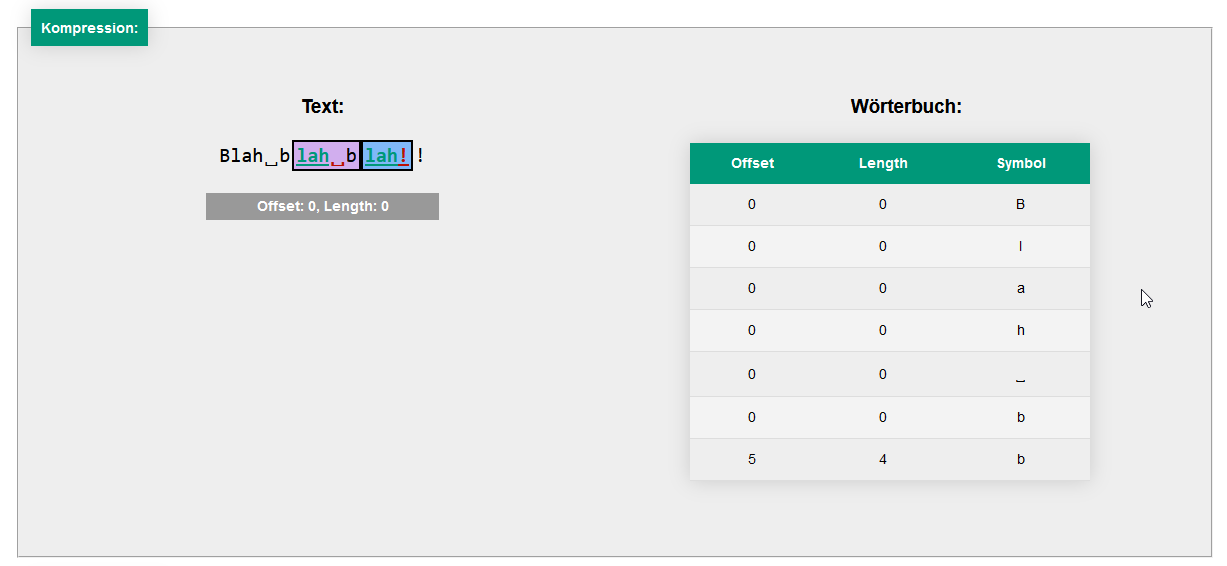 Kompression:
Text:
Blah␣blah␣blah!!
Offset: 0, Length: 0
Wörterbuch:
Offset Length Symbol
0 0 B
0 0 l
0 0 a
0 0 h
0 0 ␣
0 0 b
5 4 b